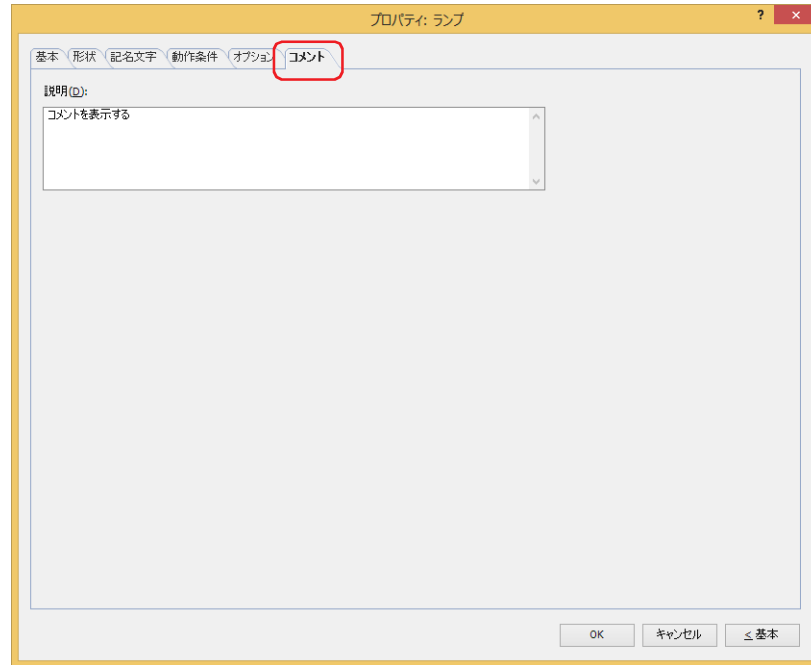 プロパティ: ランプ
? ×
基本 形状 記名文字 動作条件 オプション コメント
説明(D):
コメントを表示する
OK キャンセル < 基本